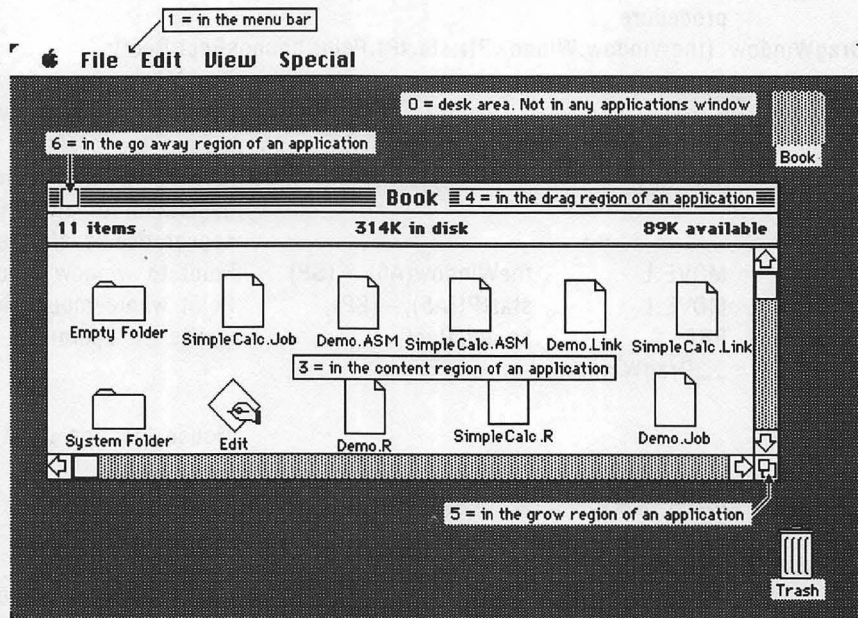 1 = in the menu bar
File Edit View Special
0 = desk area. Not in any applications window
Book
6 = in the go away region of an application
Book
4 = in the drag region of an application
11 items 314K in disk 89K available
Empty Folder SimpleCalc.Job Demo.ASM SimpleCalc.ASM Demo.Link SimpleCalc.Link
3 = in the content region of an application
System Folder Edit Demo.R SimpleCalc.R Demo.Job
5 = in the grow region of an application
Trash